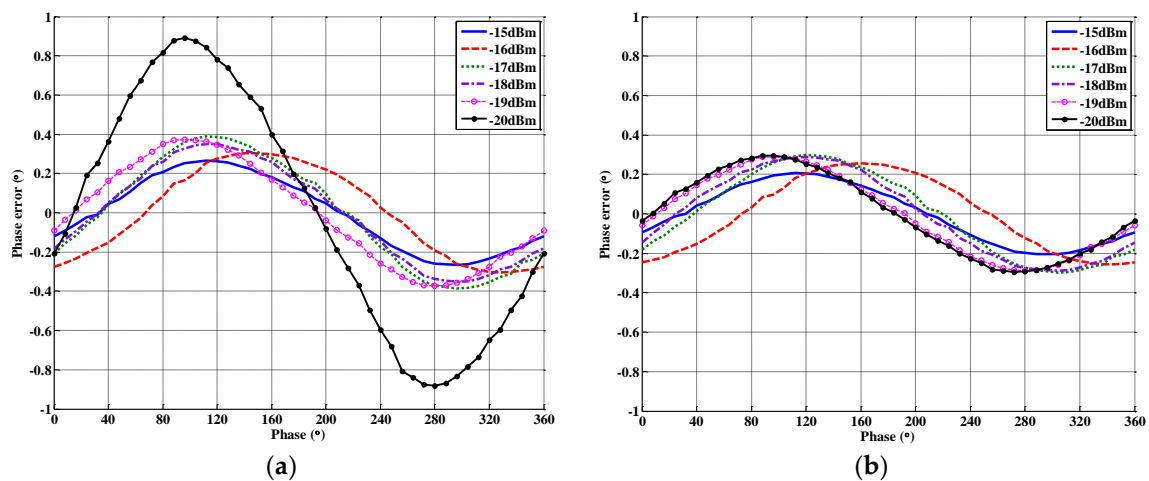 1
0.8
0.6
0.4
0.2
0
-0.2
-0.4
-0.6
-0.8
-1
Phase error (°)
0 40 80 120 160 200 240 280 320 360
Phase (°)
-15dBm
-16dBm
-17dBm
-18dBm
-19dBm
-20dBm
(a)
1
0.8
0.6
0.4
0.2
0
-0.2
-0.4
-0.6
-0.8
-1
Phase error (°)
0 40 80 120 160 200 240 280 320 360
Phase (°)
-15dBm
-16dBm
-17dBm
-18dBm
-19dBm
-20dBm
(b)